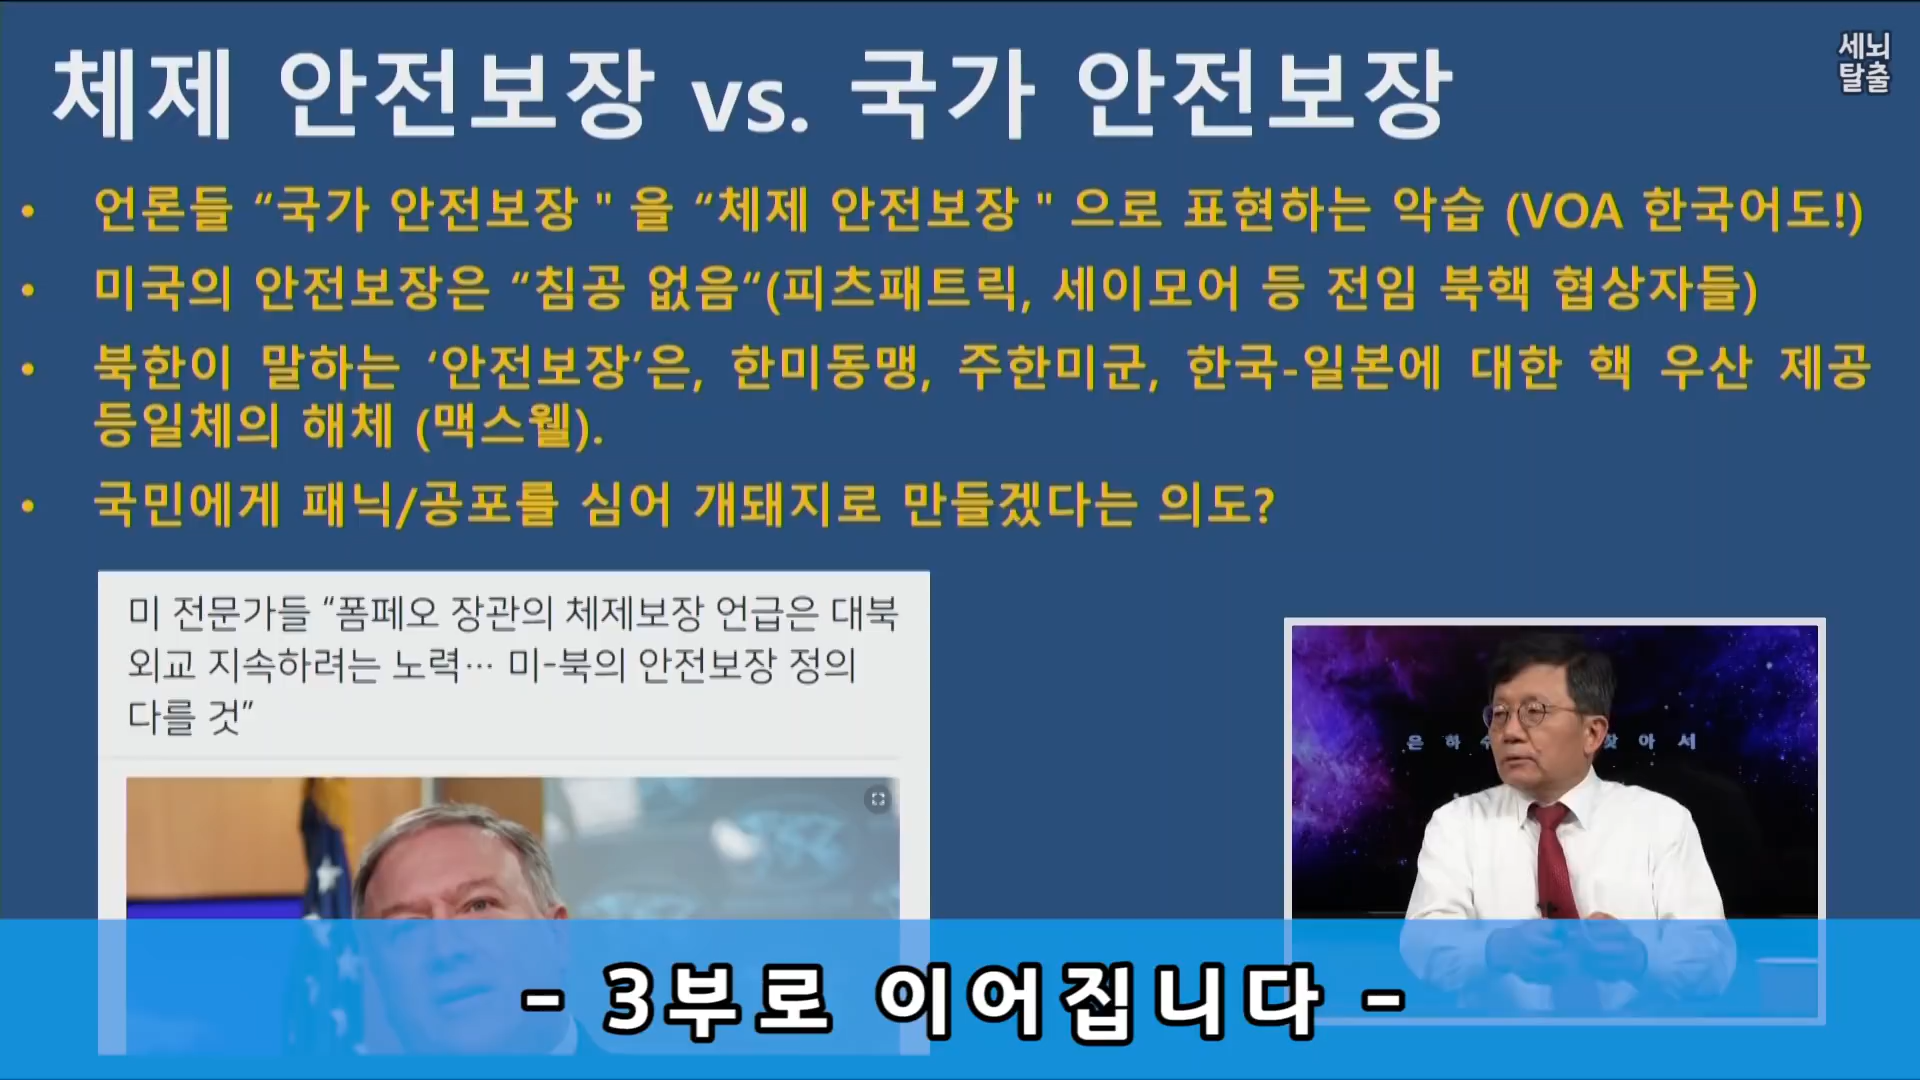 체제 안전보장 vs. 국가 안전보장
세뇌
탈출
• 언론들 “국가 안전보장 " 을 “체제 안전보장 " 으로 표현하는 악습 (VOA 한국어도!)
• 미국의 안전보장은 “침공 없음“(피츠패트릭, 세이모어 등 전임 북핵 협상자들)
• 북한이 말하는 ‘안전보장’은, 한미동맹, 주한미군, 한국-일본에 대한 핵 우산 제공
등일체의 해체 (맥스웰).
• 국민에게 패닉/공포를 심어 개돼지로 만들겠다는 의도?
미 전문가들 “폼페오 장관의 체제보장 언급은 대북
외교 지속하려는 노력… 미-북의 안전보장 정의
다를 것”
은 하 찾 아 서
- 3부로 이어집니다 -